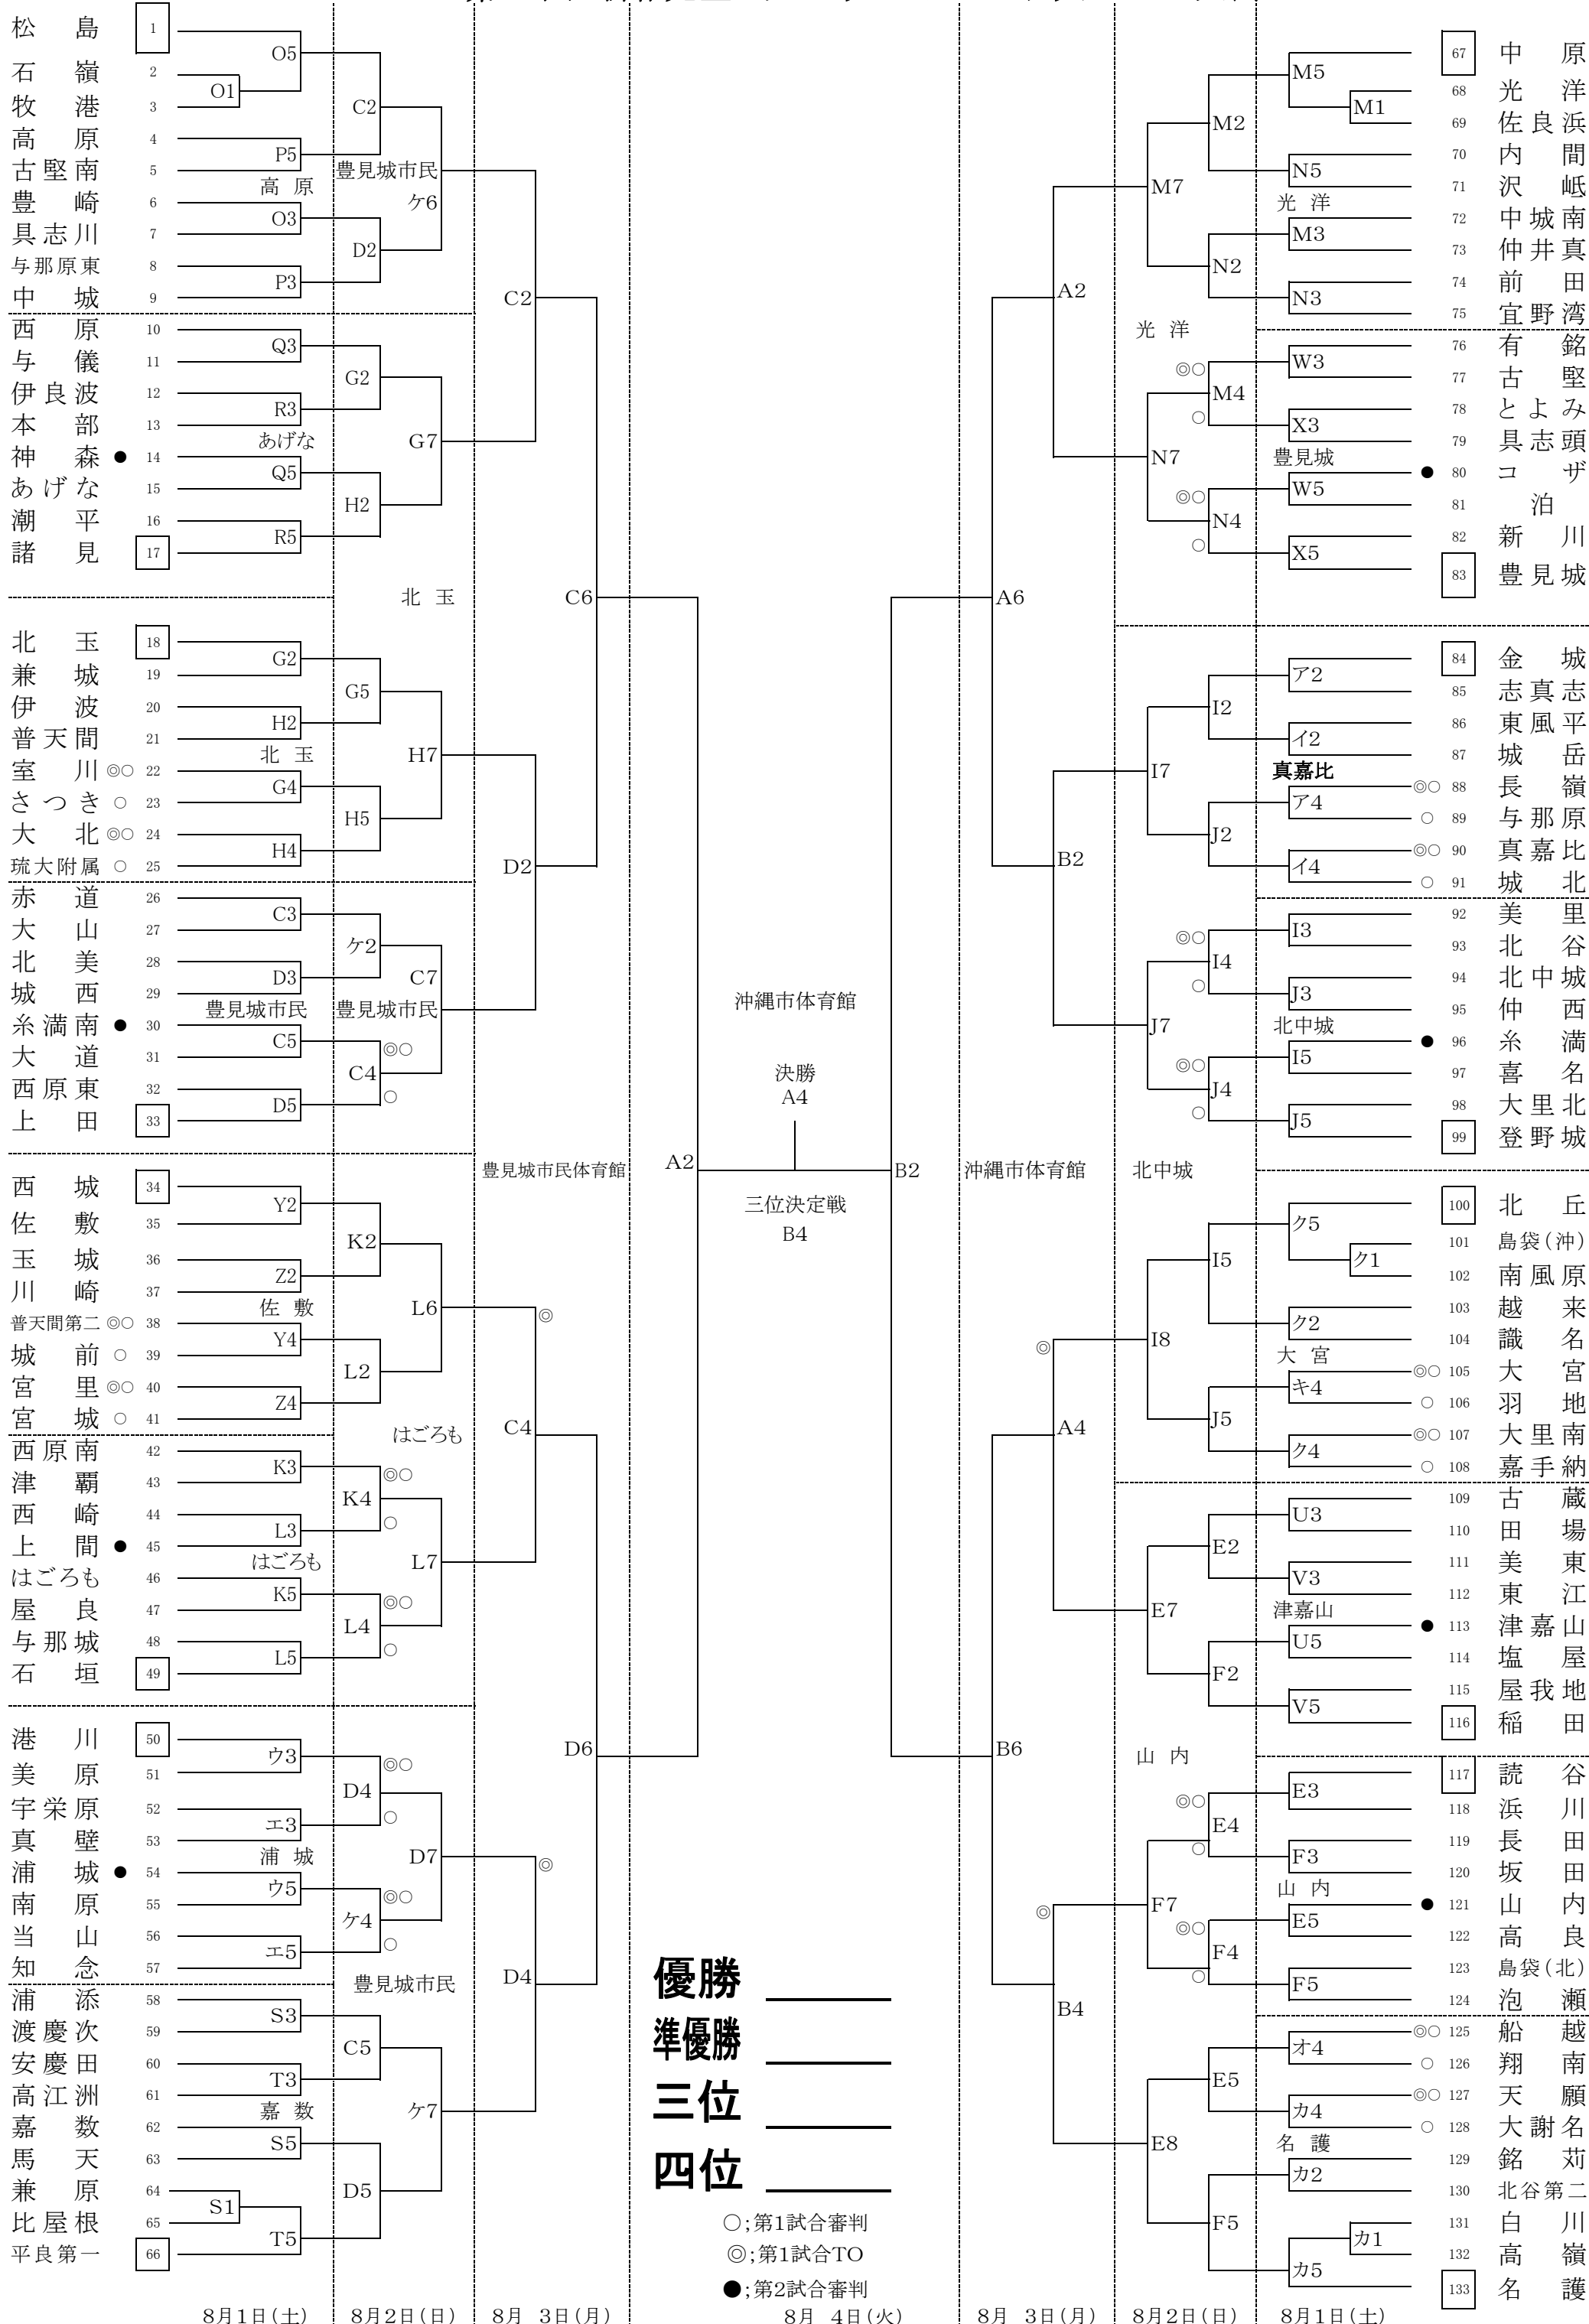 松島 1
石嶺 2
牧港 3
高原 4
古堅南 5
豊崎 6
具志川 7
与那原東 8
中城 9
西原 10
与儀 11
伊良波 12
本部 13
神森 ● 14
あげな 15
潮平 16
諸見 17
北玉 18
兼城 19
伊波 20
普天間 21
室川 ◎○ 22
さつき ○ 23
大北 ◎○ 24
琉大附属 ○ 25
赤道 26
大山 27
北美 28
城西 29
糸満南 ● 30
大道 31
西原東 32
上田 33
西城 34
佐敷 35
玉城 36
川崎 37
普天間第二 ◎○ 38
城前 ○ 39
宮里 ◎○ 40
宮城 ○ 41
西原南 42
津覇 43
西崎 44
上間 ● 45
はごろも 46
屋良 47
与那城 48
石垣 49
港川 50
美原 51
宇栄原 52
真壁 53
浦城 ● 54
南原 55
当山 56
知念 57
浦添 58
渡慶次 59
安慶田 60
高江洲 61
嘉数 62
馬天 63
兼原 64
比屋根 65
平良第一 66
O5
O1
P5
高原
O3
P3
Q3
R3
あげな
Q5
R5
G2
H2
北玉
G4
H4
C3
D3
豊見城市民
C5
D5
Y2
Z2
佐敷
Y4
Z4
K3
L3
はごろも
K5
L5
ウ3
エ3
浦城
ウ5
エ5
S3
T3
嘉数
S5
S1
T5
8月1日(土)
C2
豊見城市民
ケ6
D2
G2
G7
H2
北玉
G5
H7
H5
ケ2
C7
豊見城市民
◎○
C4
○
K2
L6
L2
はごろも
◎○
K4
○
L7
◎○
L4
○
◎○
D4
○
D7
◎○
ケ4
○
豊見城市民
C5
ケ7
D5
8月2日(日)
C2
C6
D2
豊見城市民体育館
◎
C4
D6
◎
D4
8月 3日(月)
沖縄市体育館
決勝
A4
A2
B2
三位決定戦
B4
優勝
準優勝
三位
四位
○;第1試合審判
◎;第1試合TO
●;第2試合審判
8月 4日(火)
A2
A6
B2
沖縄市体育館
◎
A4
B6
◎
B4
8月 3日(月)
M2
M7
N2
光洋
◎○
M4
○
N7
◎○
N4
○
I2
I7
J2
◎○
I4
○
J7
◎○
J4
○
北中城
I5
I8
J5
E2
E7
F2
山内
◎○
E4
○
F7
◎○
F4
○
E5
E8
F5
8月2日(日)
M5
M1
N5
光洋
M3
N3
W3
X3
豊見城
W5
X5
ア2
イ2
真嘉比
ア4
イ4
I3
J3
北中城
I5
J5
ク5
ク1
ク2
大宮
キ4
ク4
U3
V3
津嘉山
U5
V5
E3
F3
山内
E5
F5
オ4
カ4
名護
カ2
カ1
カ5
8月1日(土)
67 中原
68 光洋
69 佐良浜
70 内間
71 沢岻
72 中城南
73 仲井真
74 前田
75 宜野湾
76 有銘
77 古堅
78 とよみ
79 具志頭
● 80 コザ
81 泊
82 新川
83 豊見城
84 金城
85 志真志
86 東風平
87 城岳
◎○ 88 長嶺
○ 89 与那原
◎○ 90 真嘉比
○ 91 城北
92 美里
93 北谷
94 北中城
95 仲西
● 96 糸満
97 喜名
98 大里北
99 登野城
100 北丘
101 島袋(沖)
102 南風原
103 越来
104 識名
◎○ 105 大宮
○ 106 羽地
◎○ 107 大里南
○ 108 嘉手納
109 古蔵
110 田場
111 美東
112 東江
● 113 津嘉山
114 塩屋
115 屋我地
116 稲田
117 読谷
118 浜川
119 長田
120 坂田
● 121 山内
122 高良
123 島袋(北)
124 泡瀬
◎○ 125 船越
○ 126 翔南
◎○ 127 天願
○ 128 大謝名
129 銘苅
130 北谷第二
131 白川
132 高嶺
133 名護